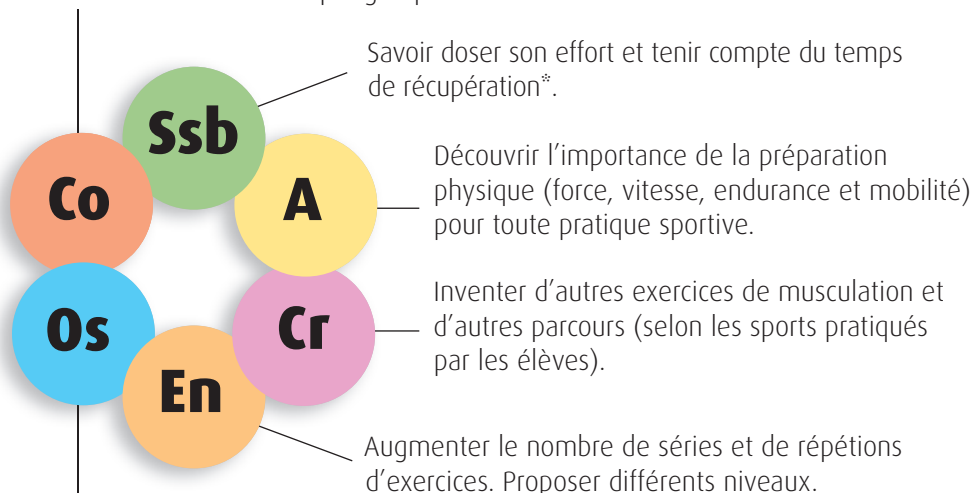 Ssb
Savoir doser son effort et tenir compte du temps
de récupération*.
Co
A
Découvrir l'importance de la préparation
physique (force, vitesse, endurance et mobilité)
pour toute pratique sportive.
Os
Cr
Inventer d'autres exercices de musculation et
d'autres parcours (selon les sports pratiqués
par les élèves).
En
Augmenter le nombre de séries et de répétions
d'exercices. Proposer différents niveaux.